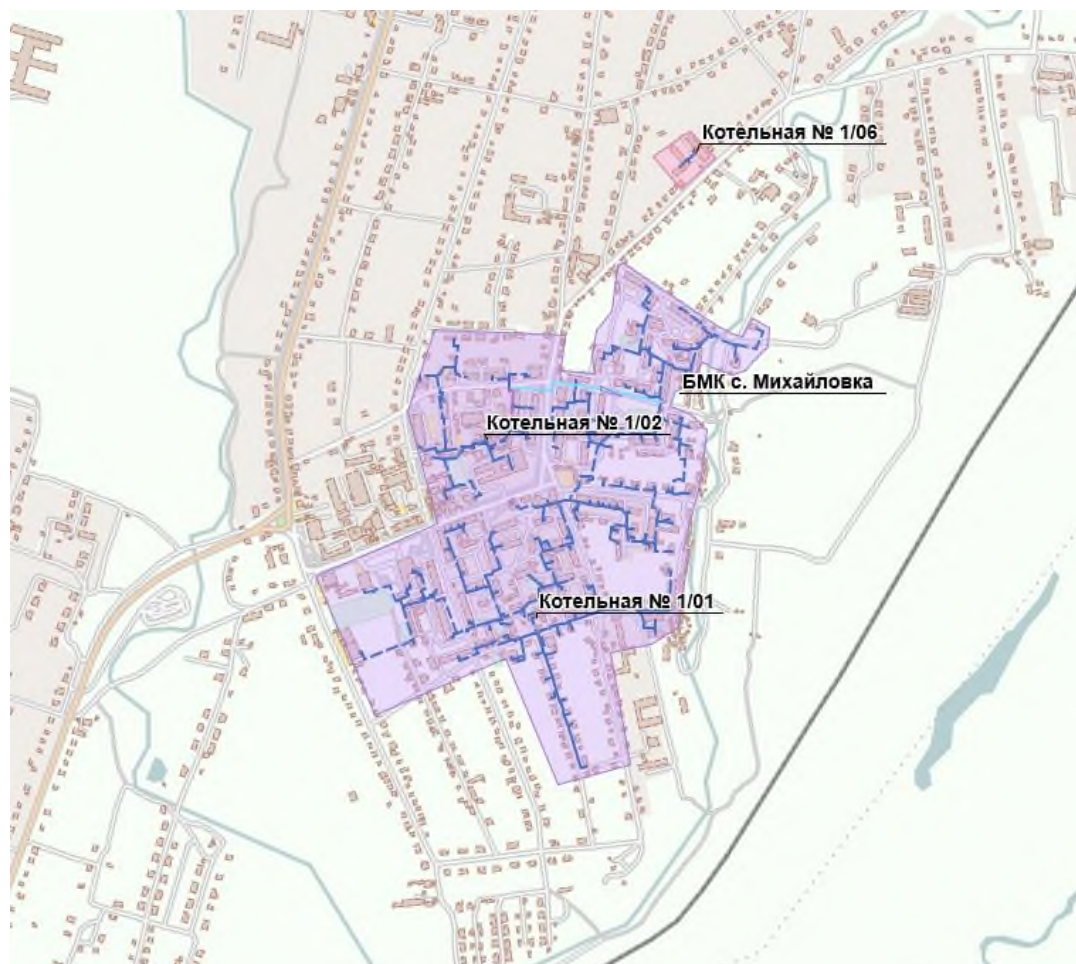 Котельная № 1/06
БМК с. Михайловка
Котельная № 1/02
Котельная № 1/01